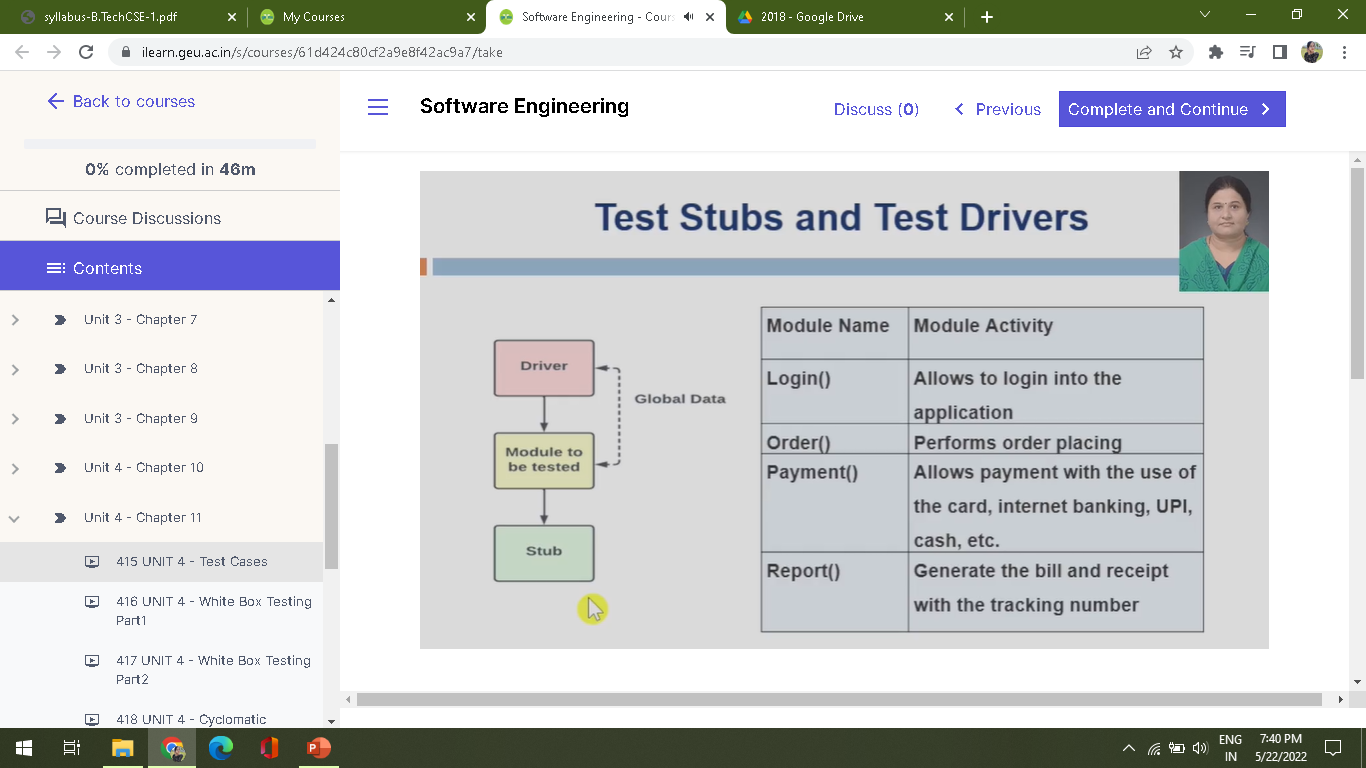 syllabus-B.TechCSE-1.pdf
My Courses
Software Engineering - Cours
2018 - Google Drive
ilearn.geu.ac.in/s/courses/61d424c80cf2a9e8f42ac9a7/take
Back to courses
0% completed in 46m
Course Discussions
Contents
Unit 3 - Chapter 7
Unit 3 - Chapter 8
Unit 3 - Chapter 9
Unit 4 - Chapter 10
Unit 4 - Chapter 11
415 UNIT 4 - Test Cases
416 UNIT 4 - White Box Testing
Part1
417 UNIT 4 - White Box Testing
Part2
418 UNIT 4 - Cyclomatic
Software Engineering
Discuss (0)
Previous
Complete and Continue
Test Stubs and Test Drivers
Driver
Global Data
Module to
be tested
Stub
Module Name Module Activity
Login() Allows to login into the
application
Order() Performs order placing
Payment() Allows payment with the use of
the card, internet banking, UPI,
cash, etc.
Report() Generate the bill and receipt
with the tracking number
ENG
IN
7:40 PM
5/22/2022